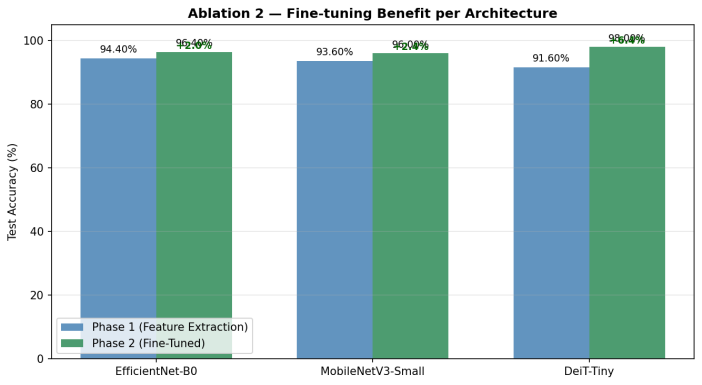 Ablation 2 — Fine-tuning Benefit per Architecture
Test Accuracy (%)
100
80
60
40
20
0
94.40%
96.40%
+2.0%
93.60%
96.00%
+2.4%
91.60%
98.00%
+6.4%
Phase 1 (Feature Extraction)
Phase 2 (Fine-Tuned)
EfficientNet-B0
MobileNetV3-Small
DeiT-Tiny